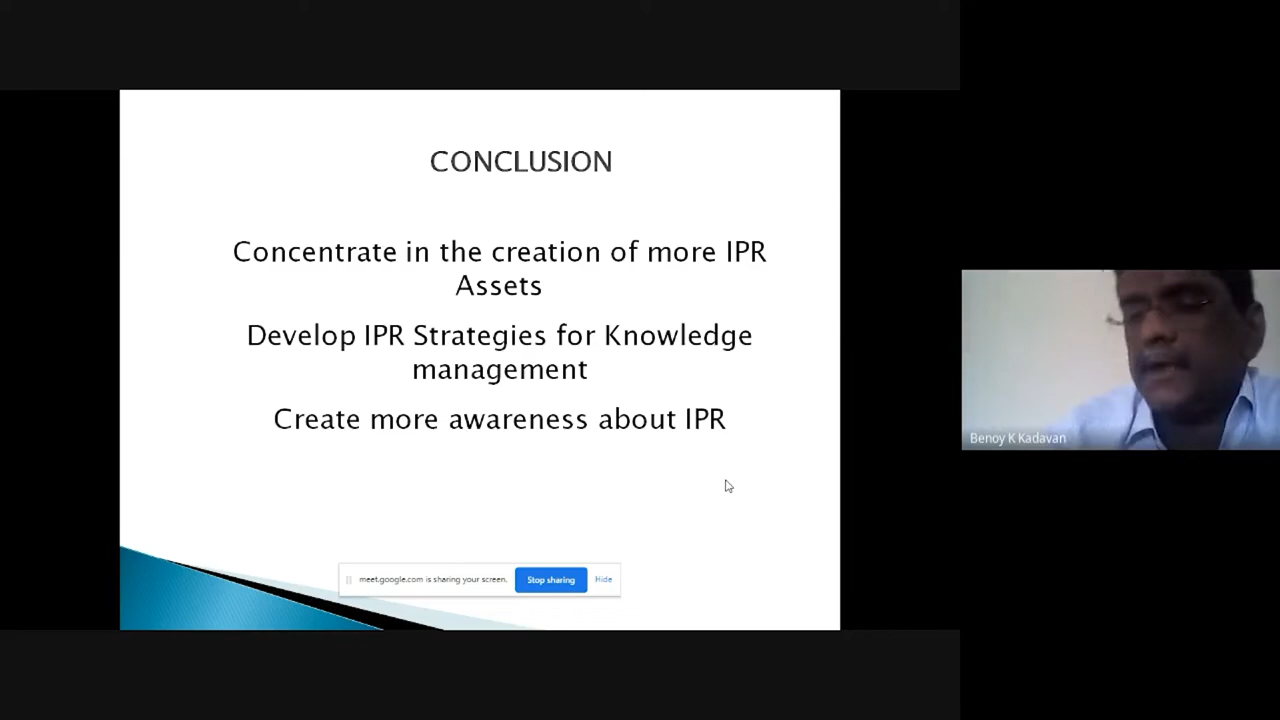 CONCLUSION
Concentrate in the creation of more IPR
Assets
Develop IPR Strategies for Knowledge
management
Create more awareness about IPR
meet.google.com is sharing your screen.
Stop sharing
Hide
Benoy K Kadavan